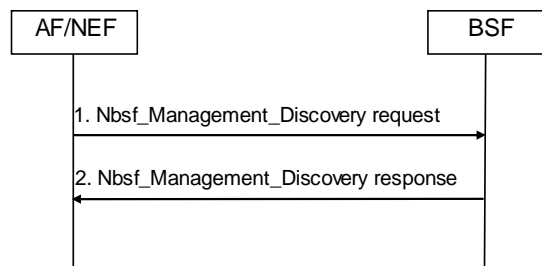 AF/NEF
BSF
1. Nbsf_Management_Discovery request
2. Nbsf_Management_Discovery response